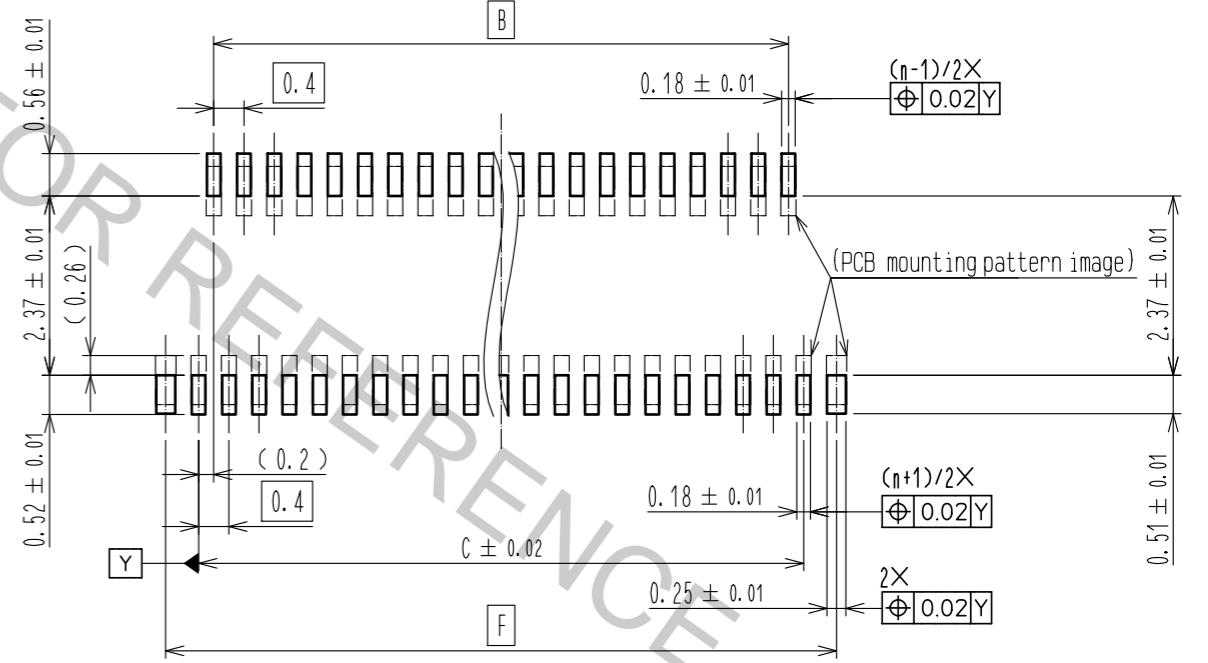 B
0.56 ± 0.01
0.4
0.18 ± 0.01
(n-1)/2X
⌖ 0.02 Y
2.37 ± 0.01
(0.26)
(PCB mounting pattern image)
2.37 ± 0.01
(0.2)
0.4
0.52 ± 0.01
0.18 ± 0.01
(n+1)/2X
⌖ 0.02 Y
0.51 ± 0.01
Y
C ± 0.02
0.25 ± 0.01
2X
⌖ 0.02 Y
F
FOR REFERENCE